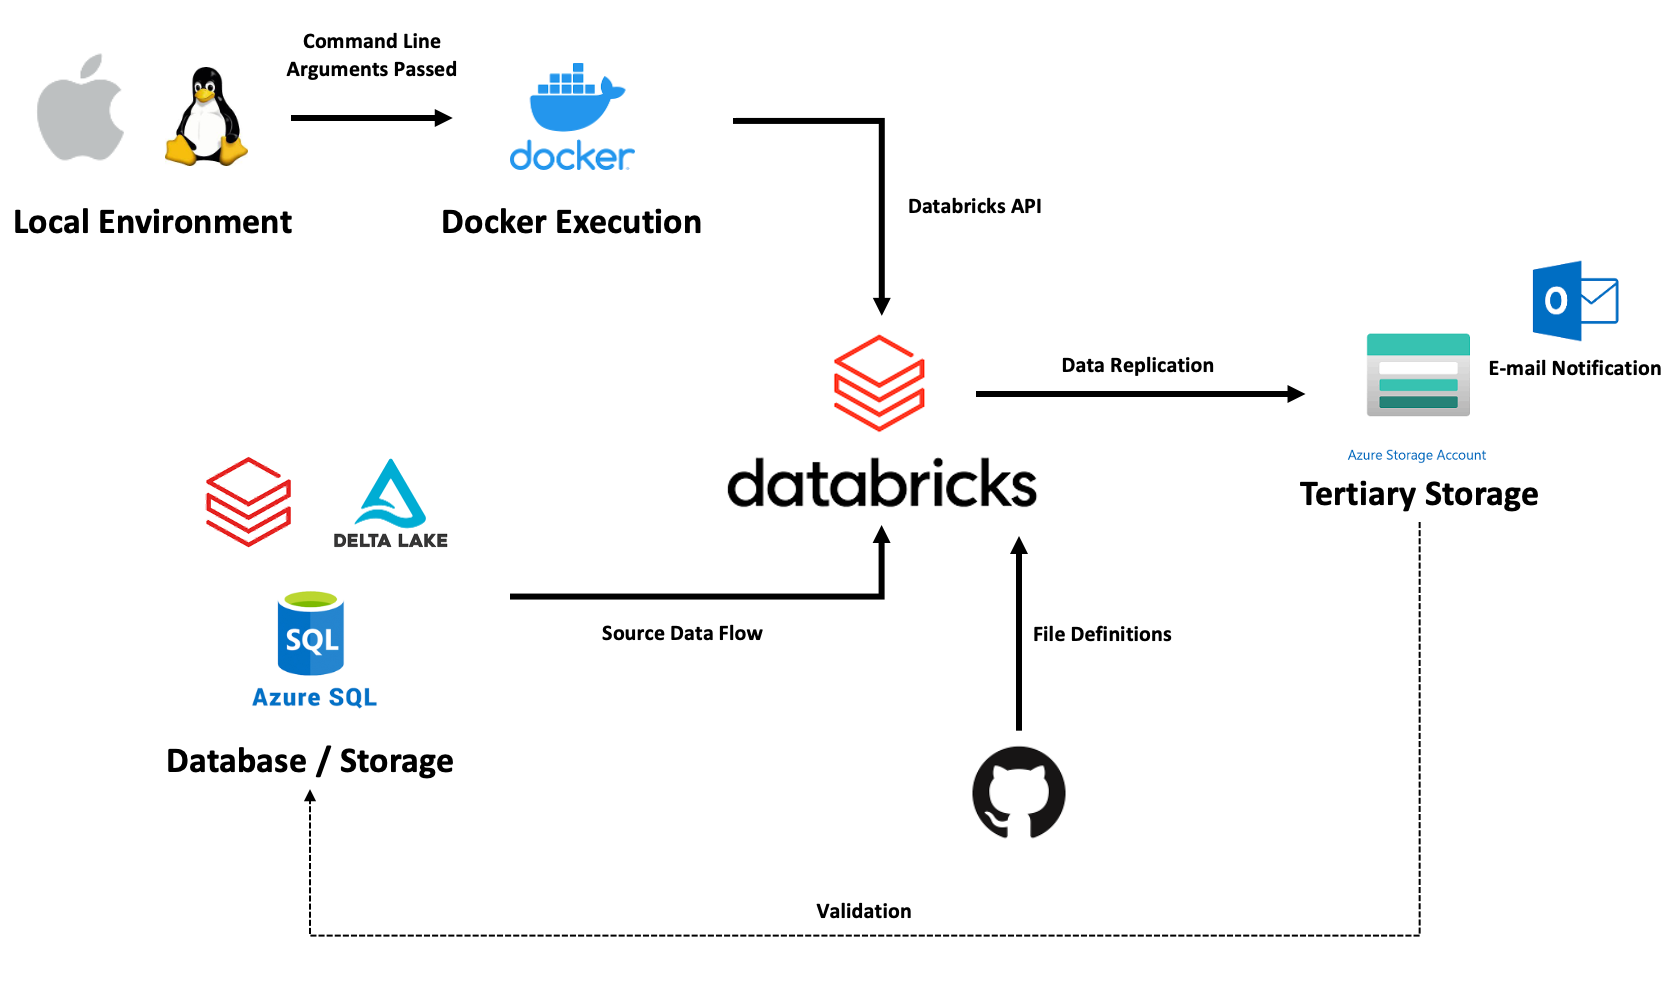 Command Line
Arguments Passed
docker
Local Environment
Docker Execution
Databricks API
O
E-mail Notification
Data Replication
databricks
Azure Storage Account
Tertiary Storage
DELTA LAKE
SQL
Azure SQL
Source Data Flow
File Definitions
Database / Storage
Validation